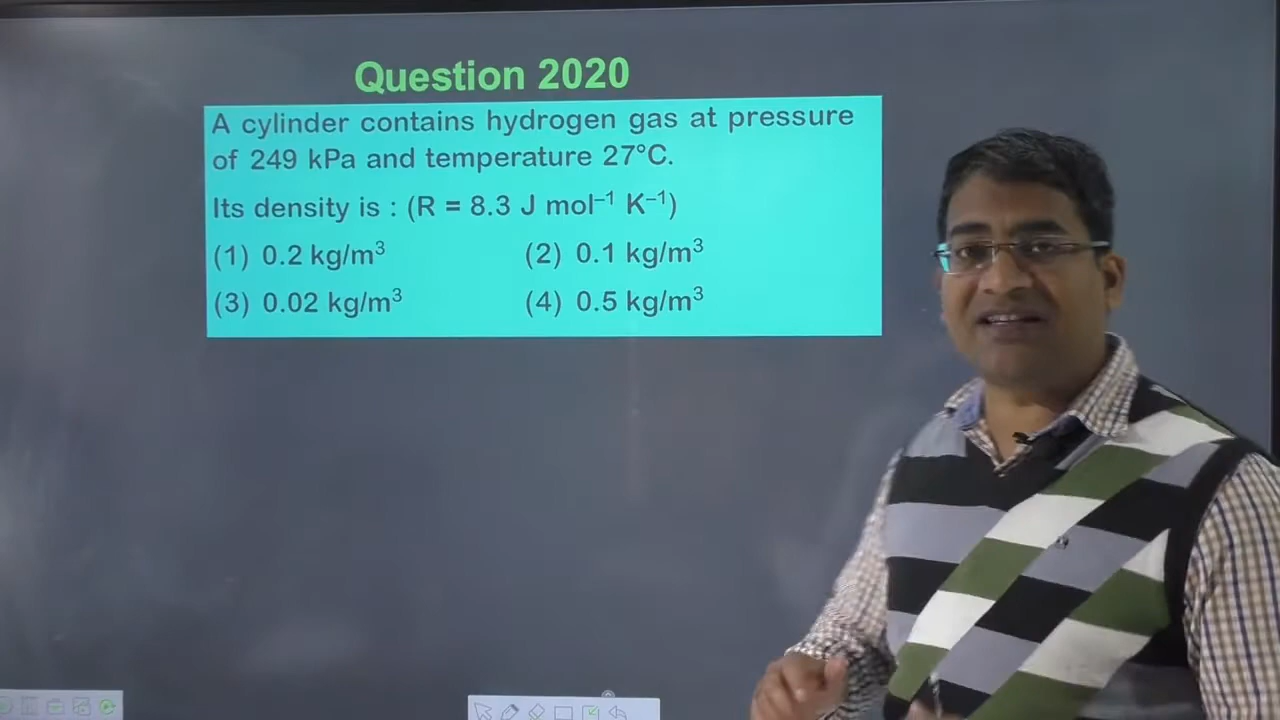 Question 2020
A cylinder contains hydrogen gas at pressure
of 249 kPa and temperature 27°C.
Its density is : (R = 8.3 J mol⁻¹ K⁻¹)
(1) 0.2 kg/m³ (2) 0.1 kg/m³
(3) 0.02 kg/m³ (4) 0.5 kg/m³